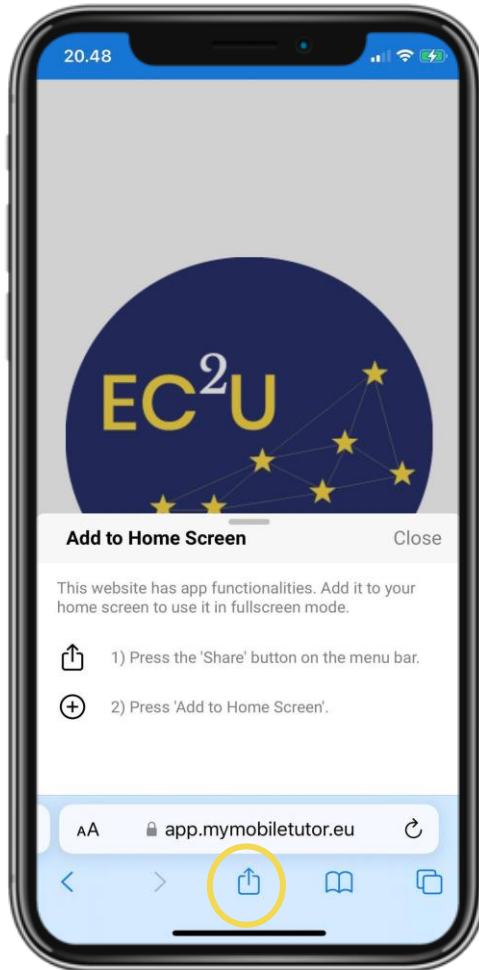 20.48
EC²U
Add to Home Screen
Close
This website has app functionalities. Add it to your
home screen to use it in fullscreen mode.
1) Press the 'Share' button on the menu bar.
2) Press 'Add to Home Screen'.
AA
app.mymobiletutor.eu